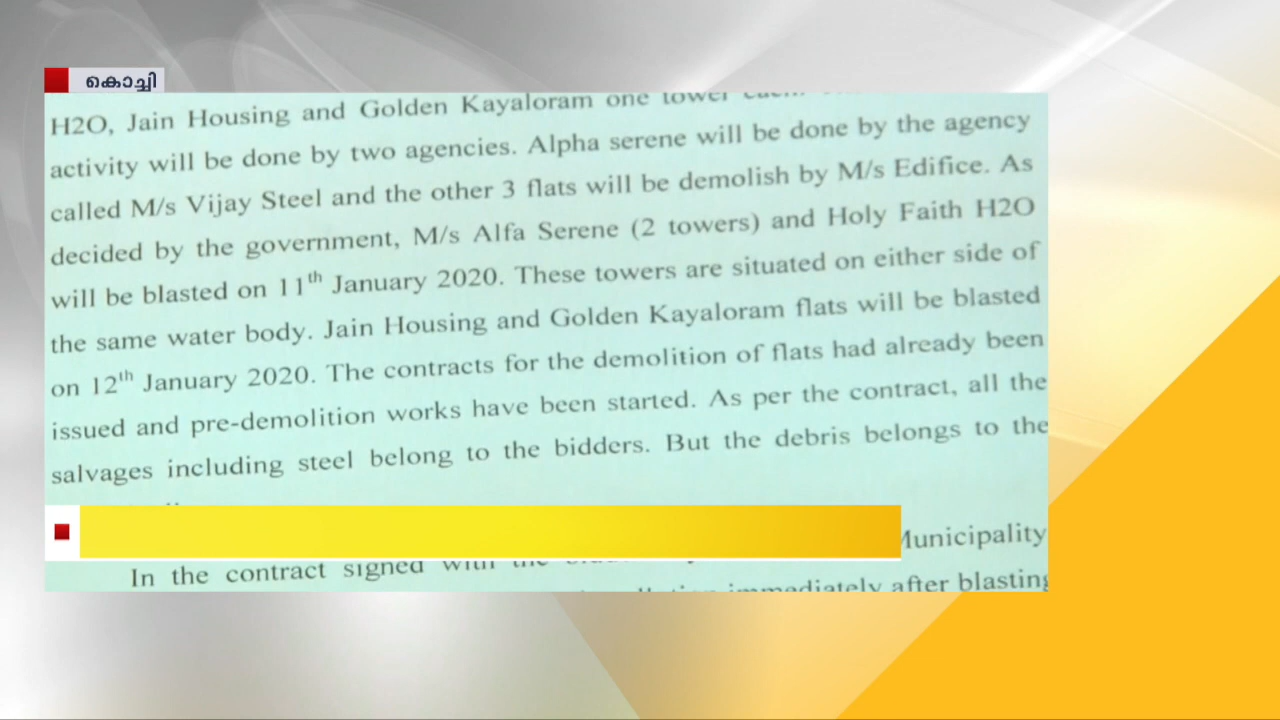 കൊച്ചി
H2O, Jain Housing and Golden Kayaloram one tower
activity will be done by two agencies. Alpha serene will be done by the agency
called M/s Vijay Steel and the other 3 flats will be demolish by M/s Edifice. As
decided by the government, M/s Alfa Serene (2 towers) and Holy Faith H2O
will be blasted on 11th January 2020. These towers are situated on either side of
the same water body. Jain Housing and Golden Kayaloram flats will be blasted
on 12th January 2020. The contracts for the demolition of flats had already been
issued and pre-demolition works have been started. As per the contract, all the
salvages including steel belong to the bidders. But the debris belongs to the
Municipality
In the contract signed with the
immediately after blasting